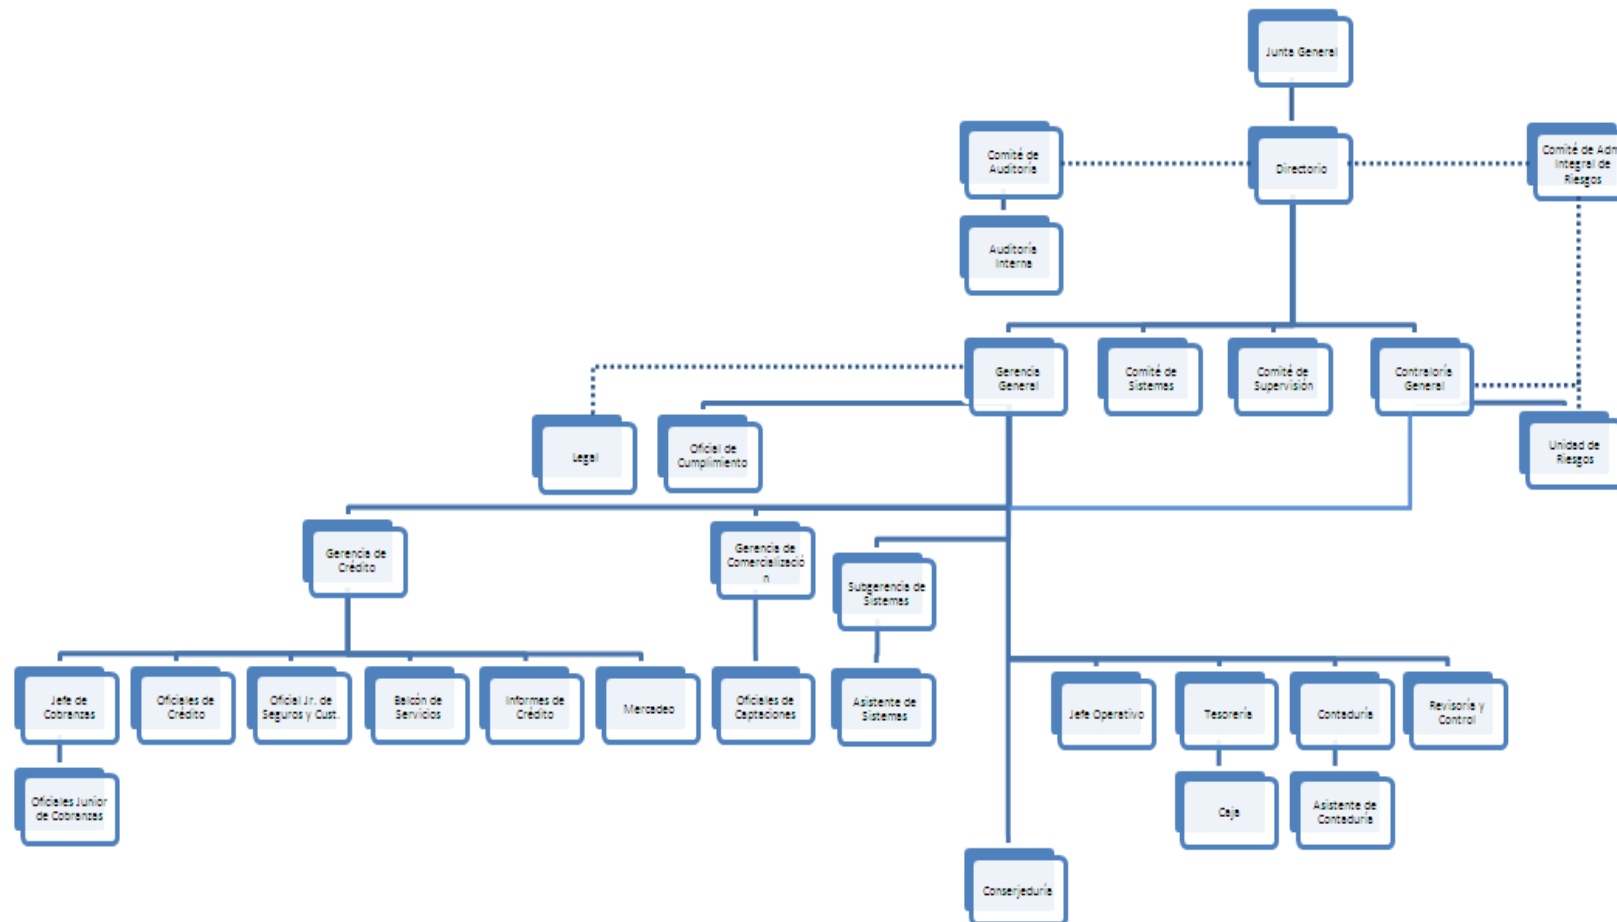 Junta General
Comité de
Auditoría
Directorio
Comité de Adm
Integral de
Riesgos
Auditoría
Interna
Gerencia
General
Comité de
Sistemas
Comité de
Supervisión
Contraloría
General
Legal
Oficial de
Cumplimiento
Unidad de
Riesgos
Gerencia de
Crédito
Gerencia de
Comercializació
n
Subgerencia de
Sistemas
Jefe de
Cobranzas
Oficiales de
Crédito
Oficial Jr. de
Seguros y Cust.
Balcón de
Servicios
Informes de
Crédito
Mercadeo
Oficiales de
Captaciones
Asistente de
Sistemas
Jefe Operativo
Tesorería
Contaduría
Revisoría y
Control
Oficiales Junior
de Cobranzas
Caja
Asistente de
Contaduría
Conserjeduría